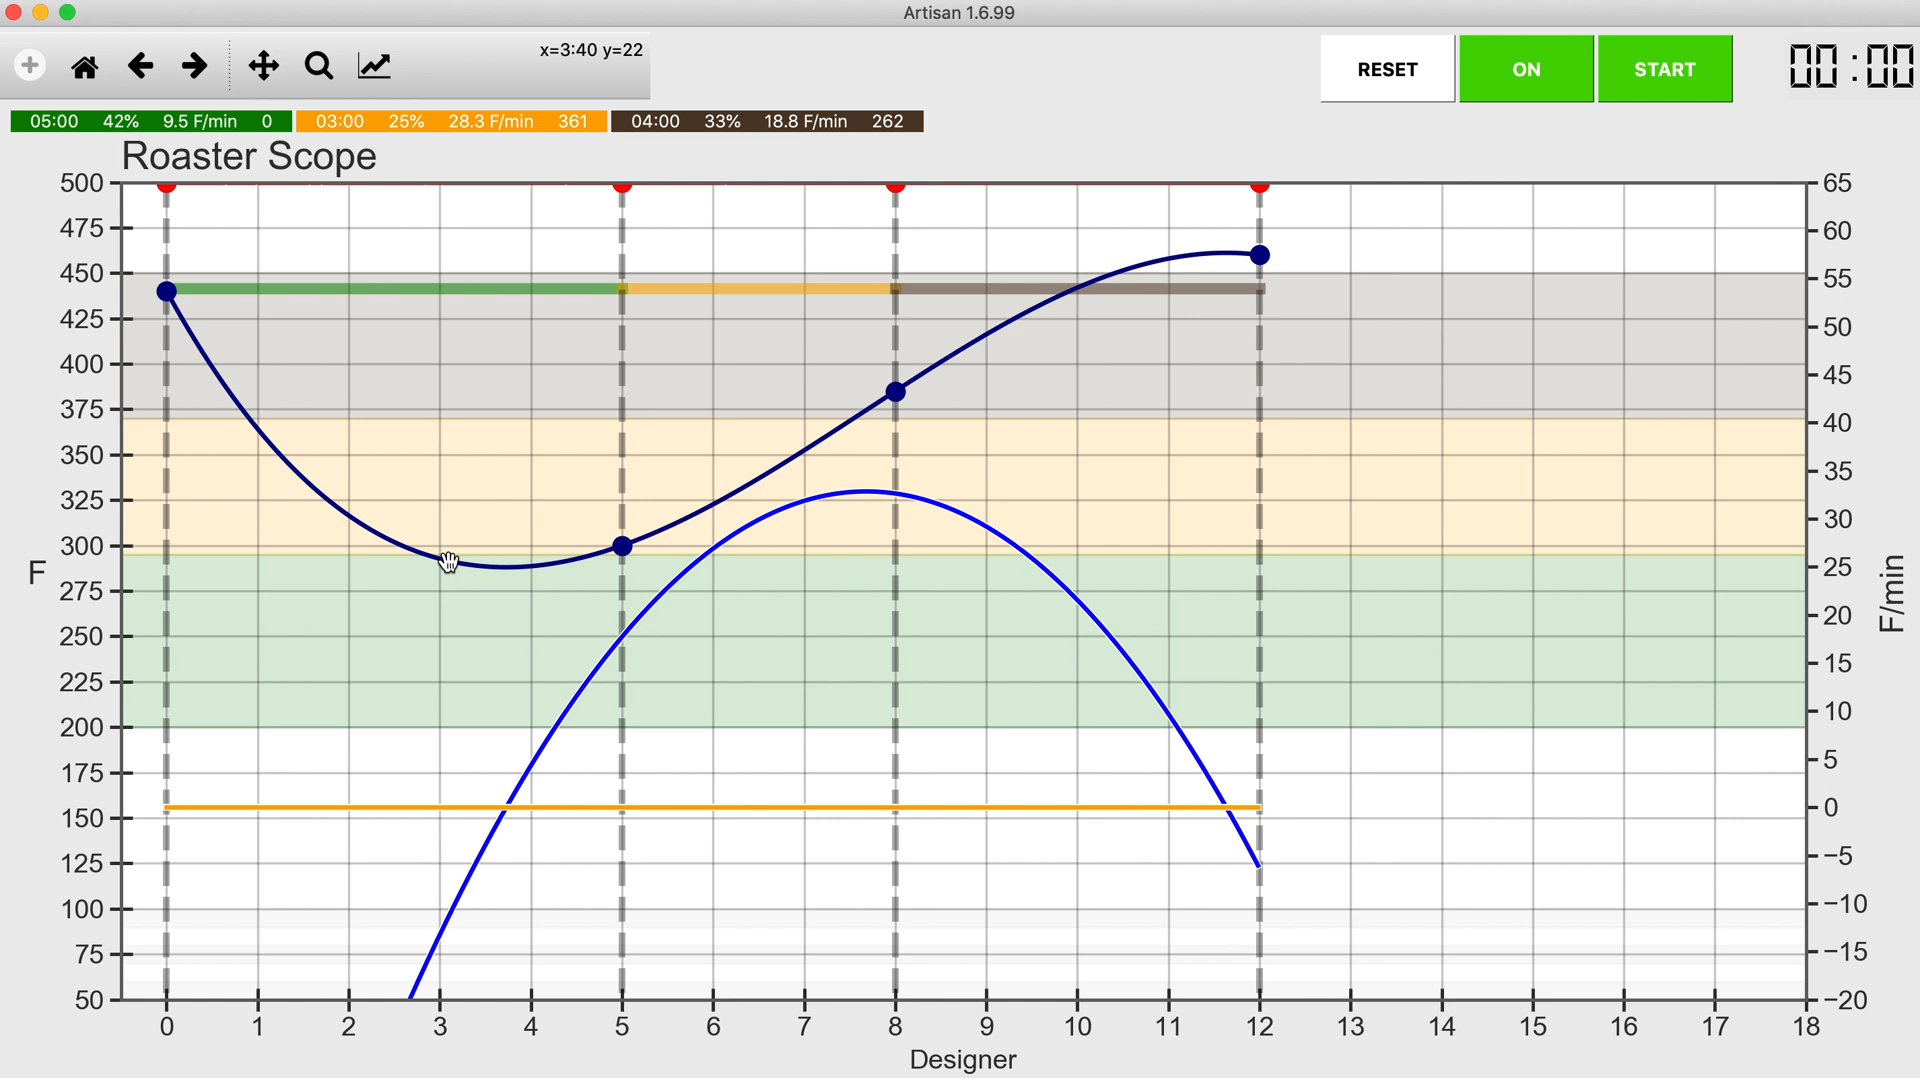 Artisan 1.6.99
x=3:40 y=22
RESET ON START 00:00
05:00 42% 9.5 F/min 0 03:00 25% 28.3 F/min 361 04:00 33% 18.8 F/min 262
Roaster Scope
500 65
475 60
450 55
425 50
400 45
375 40
350 35
325 30
300 25
275 20
250 15
225 10
200 5
175 0
150 −5
125 −10
100 −15
75 −20
50
F
F/min
0 1 2 3 4 5 6 7 8 9 10 11 12 13 14 15 16 17 18
Designer